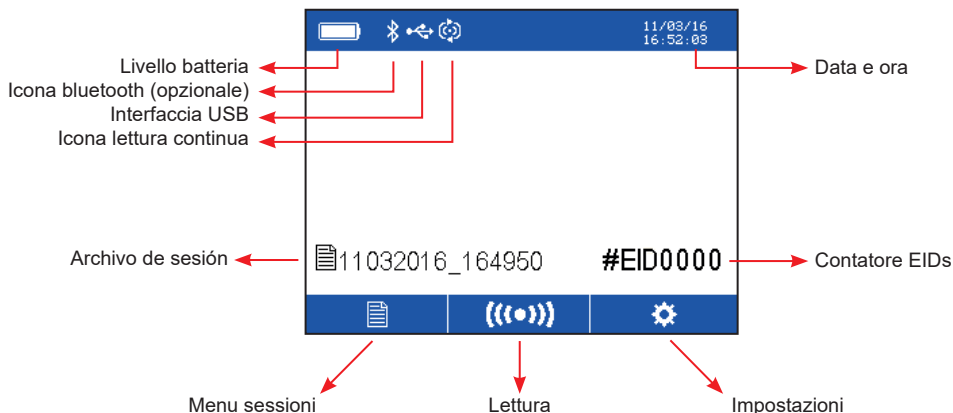 11/03/16
16:52:03
Livello batteria
Data e ora
Icona bluetooth (opzionale)
Interfaccia USB
Icona lettura continua
Archivo de sesión
11032016_164950
#EID0000
Contatore EIDs
Menu sessioni
Lettura
Impostazioni